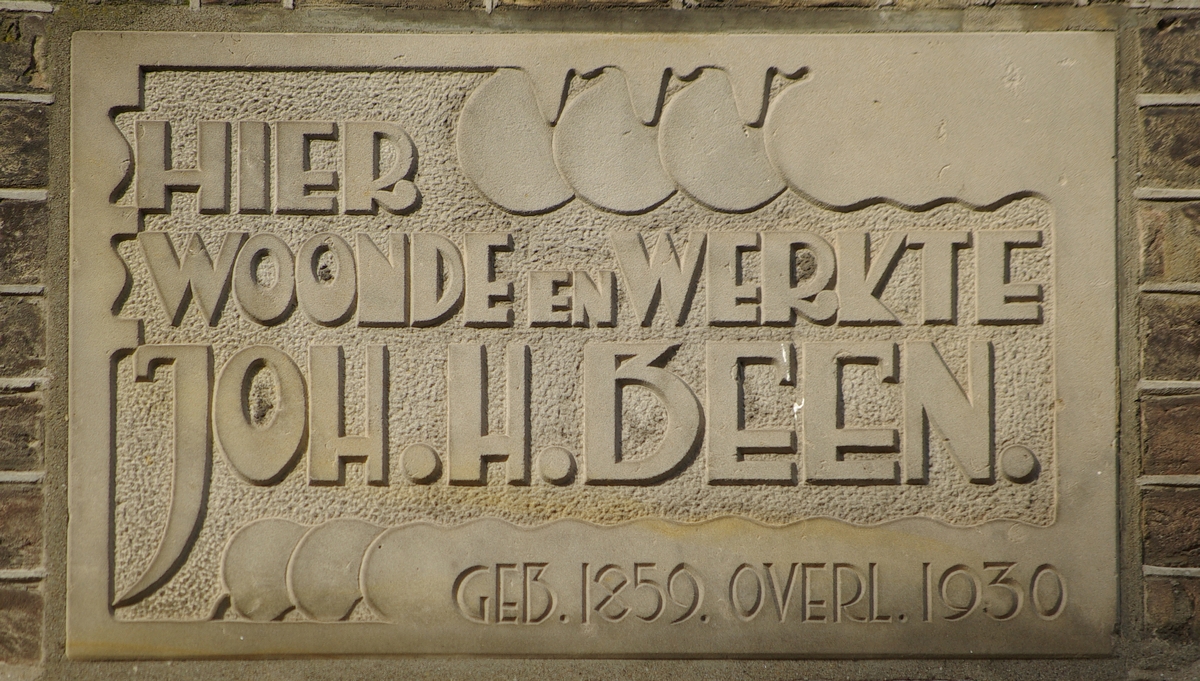 HIER
WOONDE EN WERKTE
JOH. H. BEEN.
GEB. 1859. OVERL. 1930